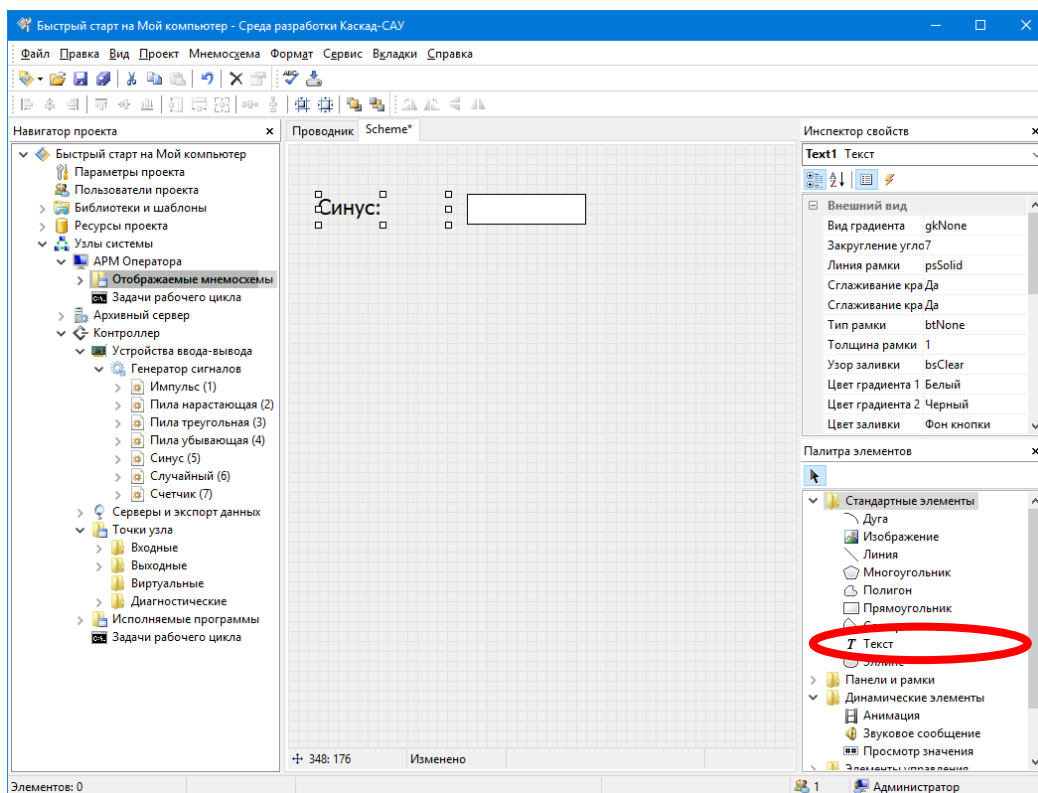 Быстрый старт на Мой компьютер - Среда разработки Каскад-САУ
Файл Правка Вид Проект Мнемосхема Формат Сервис Вкладки Справка
ABC
Навигатор проекта
Быстрый старт на Мой компьютер
Параметры проекта
Пользователи проекта
Библиотеки и шаблоны
Ресурсы проекта
Узлы системы
АРМ Оператора
Отображаемые мнемосхемы
Задачи рабочего цикла
Архивный сервер
Контроллер
Устройства ввода-вывода
Генератор сигналов
Импульс (1)
Пила нарастающая (2)
Пила треугольная (3)
Пила убывающая (4)
Синус (5)
Случайный (6)
Счетчик (7)
Серверы и экспорт данных
Точки узла
Входные
Выходные
Виртуальные
Диагностические
Исполняемые программы
Задачи рабочего цикла
Проводник Scheme*
Синус:
348: 176 Изменено
Инспектор свойств
Text1 Текст
Внешний вид
Вид градиента gkNone
Закругление угло 7
Линия рамки psSolid
Сглаживание кра Да
Сглаживание кра Да
Тип рамки btNone
Толщина рамки 1
Узор заливки bsClear
Цвет градиента 1 Белый
Цвет градиента 2 Черный
Цвет заливки Фон кнопки
Палитра элементов
Стандартные элементы
Дуга
Изображение
Линия
Многоугольник
Полигон
Прямоугольник
Текст
Эллипс
Панели и рамки
Динамические элементы
Анимация
Звуковое сообщение
Просмотр значения
Элементы управления
Элементов: 0 1 Администратор